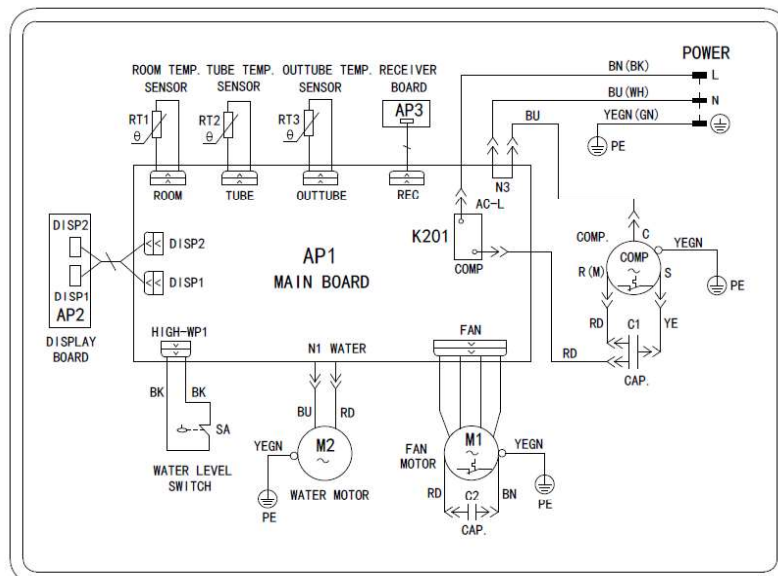 POWER
BN(BK)
L
ROOM TEMP. TUBE TEMP. OUTTUBE TEMP. RECEIVER
SENSOR SENSOR SENSOR BOARD
BU(WH)
N
RT1 θ
RT2 θ
RT3 θ
AP3
BU
YEGN(GN)
PE
ROOM
TUBE
OUTTUBE
REC
N3
AC-L
DISP2
DISP1
AP2
DISPLAY
BOARD
DISP2
DISP1
AP1
MAIN BOARD
K201
COMP
COMP.
C
COMP
~
YEGN
PE
R(M)
S
RD
C1
YE
RD
CAP.
HIGH-WP1
N1 WATER
FAN
BK
BK
SA
WATER LEVEL
SWITCH
BU
RD
M2
~
YEGN
PE
WATER MOTOR
FAN
MOTOR
M1
~
YEGN
PE
RD
C2
BN
CAP.